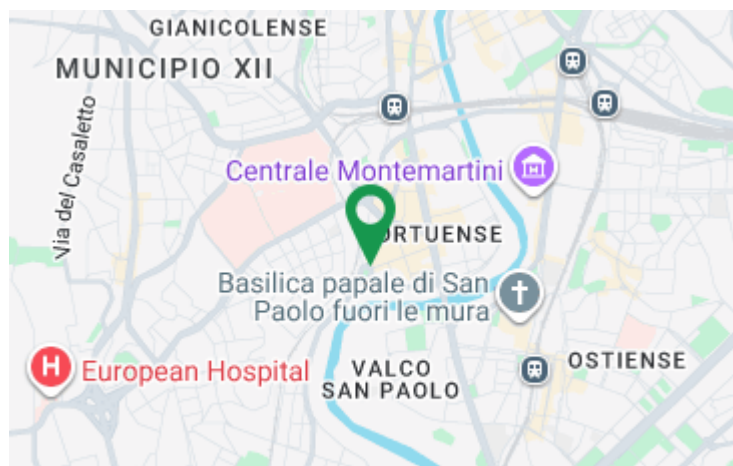 GIANICOLENSE
MUNICIPIO XII
Via del Casaletto
Centrale Montemartini
ORTUENSE
Basilica papale di San
Paolo fuori le mura
European Hospital
H
VALCO
SAN PAOLO
OSTIENSE